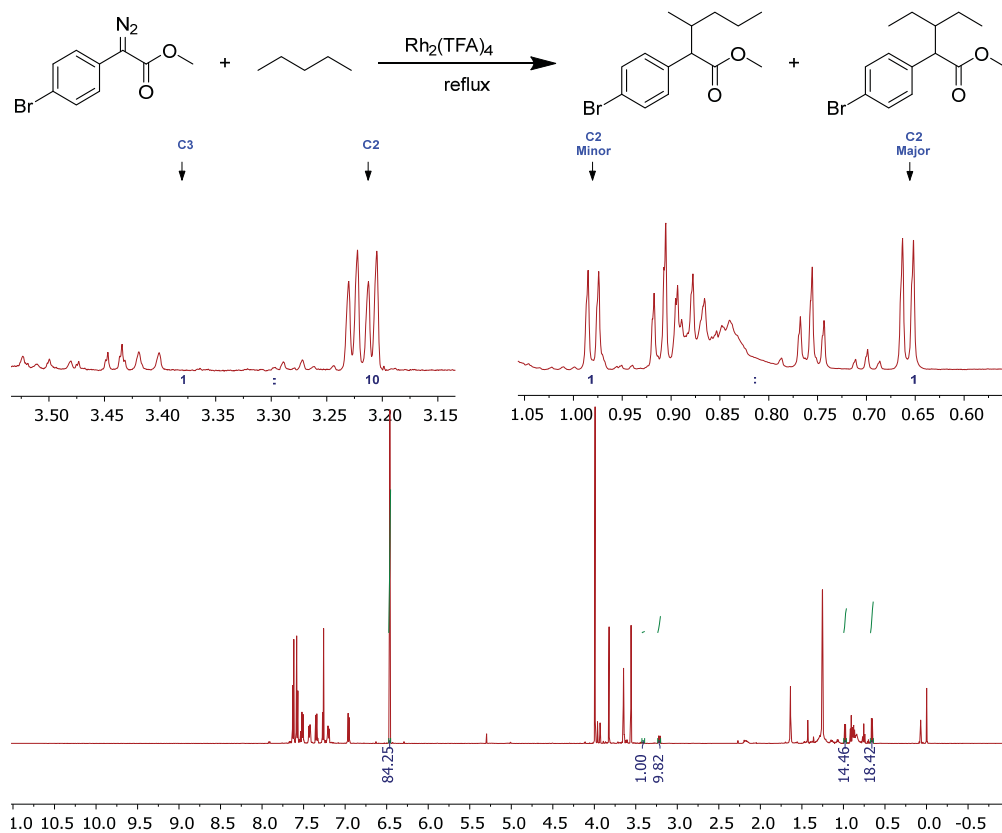 N2
O
O
Br
+
Rh2(TFA)4
reflux
O
O
Br
+
O
O
Br
C3
C2
C2
Minor
C2
Major
1 : 10
1 : 1
3.50 3.45 3.40 3.35 3.30 3.25 3.20 3.15
1.05 1.00 0.95 0.90 0.85 0.80 0.75 0.70 0.65 0.60
84.25
1.00
9.82
14.46
18.42
1.0 10.5 10.0 9.5 9.0 8.5 8.0 7.5 7.0 6.5 6.0 5.5 5.0 4.5 4.0 3.5 3.0 2.5 2.0 1.5 1.0 0.5 0.0 -0.5